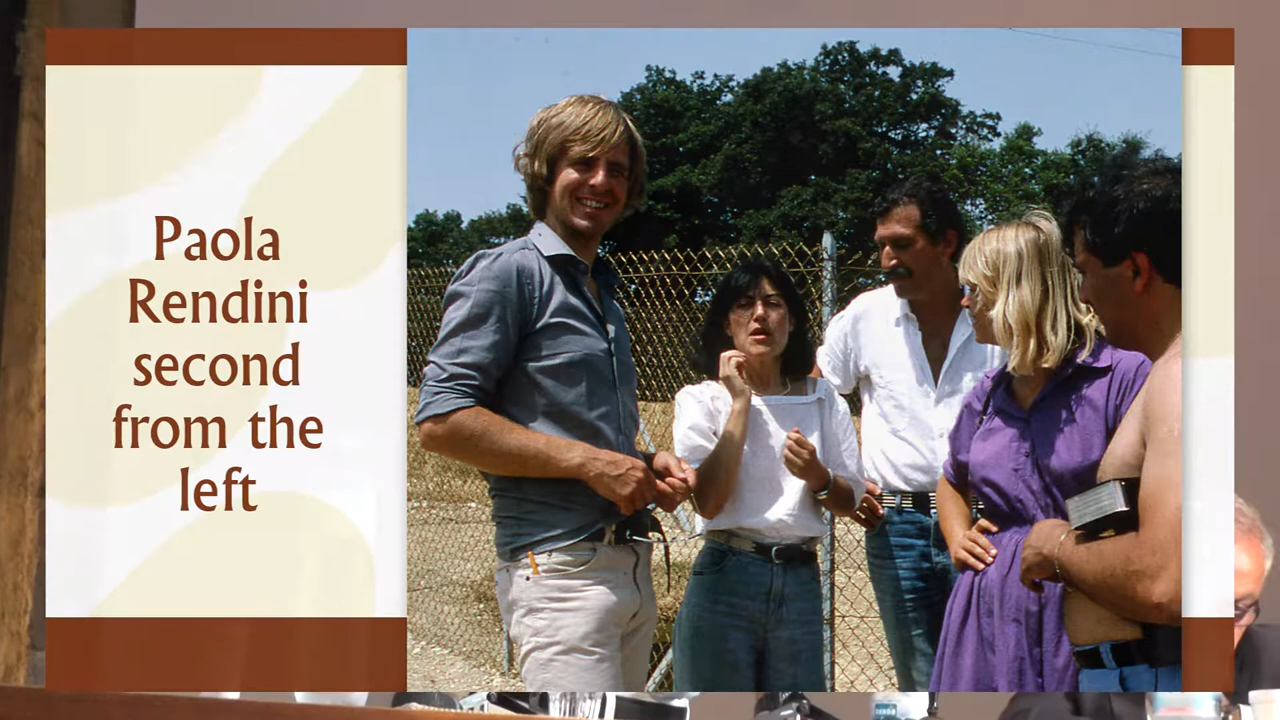 Paola
Rendini
second
from the
left